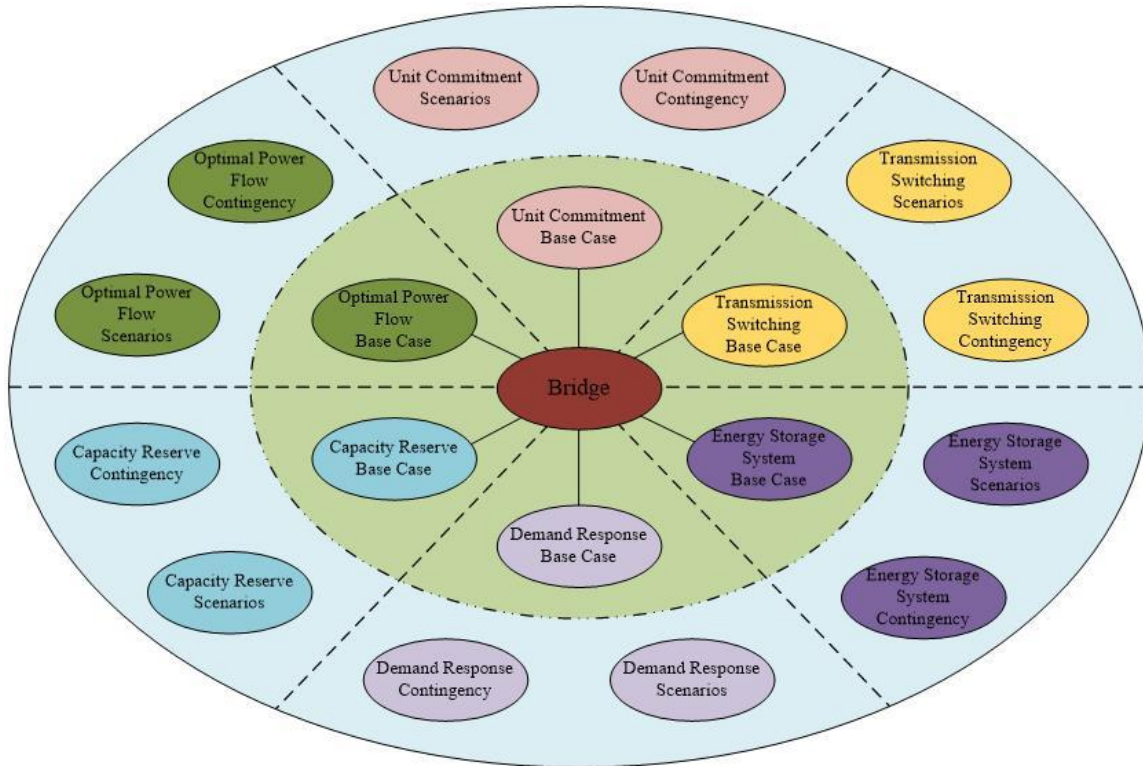 Unit Commitment
Scenarios
Unit Commitment
Contingency
Optimal Power
Flow
Contingency
Transmission
Switching
Scenarios
Unit Commitment
Base Case
Optimal Power
Flow
Scenarios
Optimal Power
Flow
Base Case
Transmission
Switching
Base Case
Transmission
Switching
Contingency
Bridge
Capacity Reserve
Contingency
Capacity Reserve
Base Case
Energy Storage
System
Base Case
Energy Storage
System
Scenarios
Demand Response
Base Case
Capacity Reserve
Scenarios
Energy Storage
System
Contingency
Demand Response
Contingency
Demand Response
Scenarios